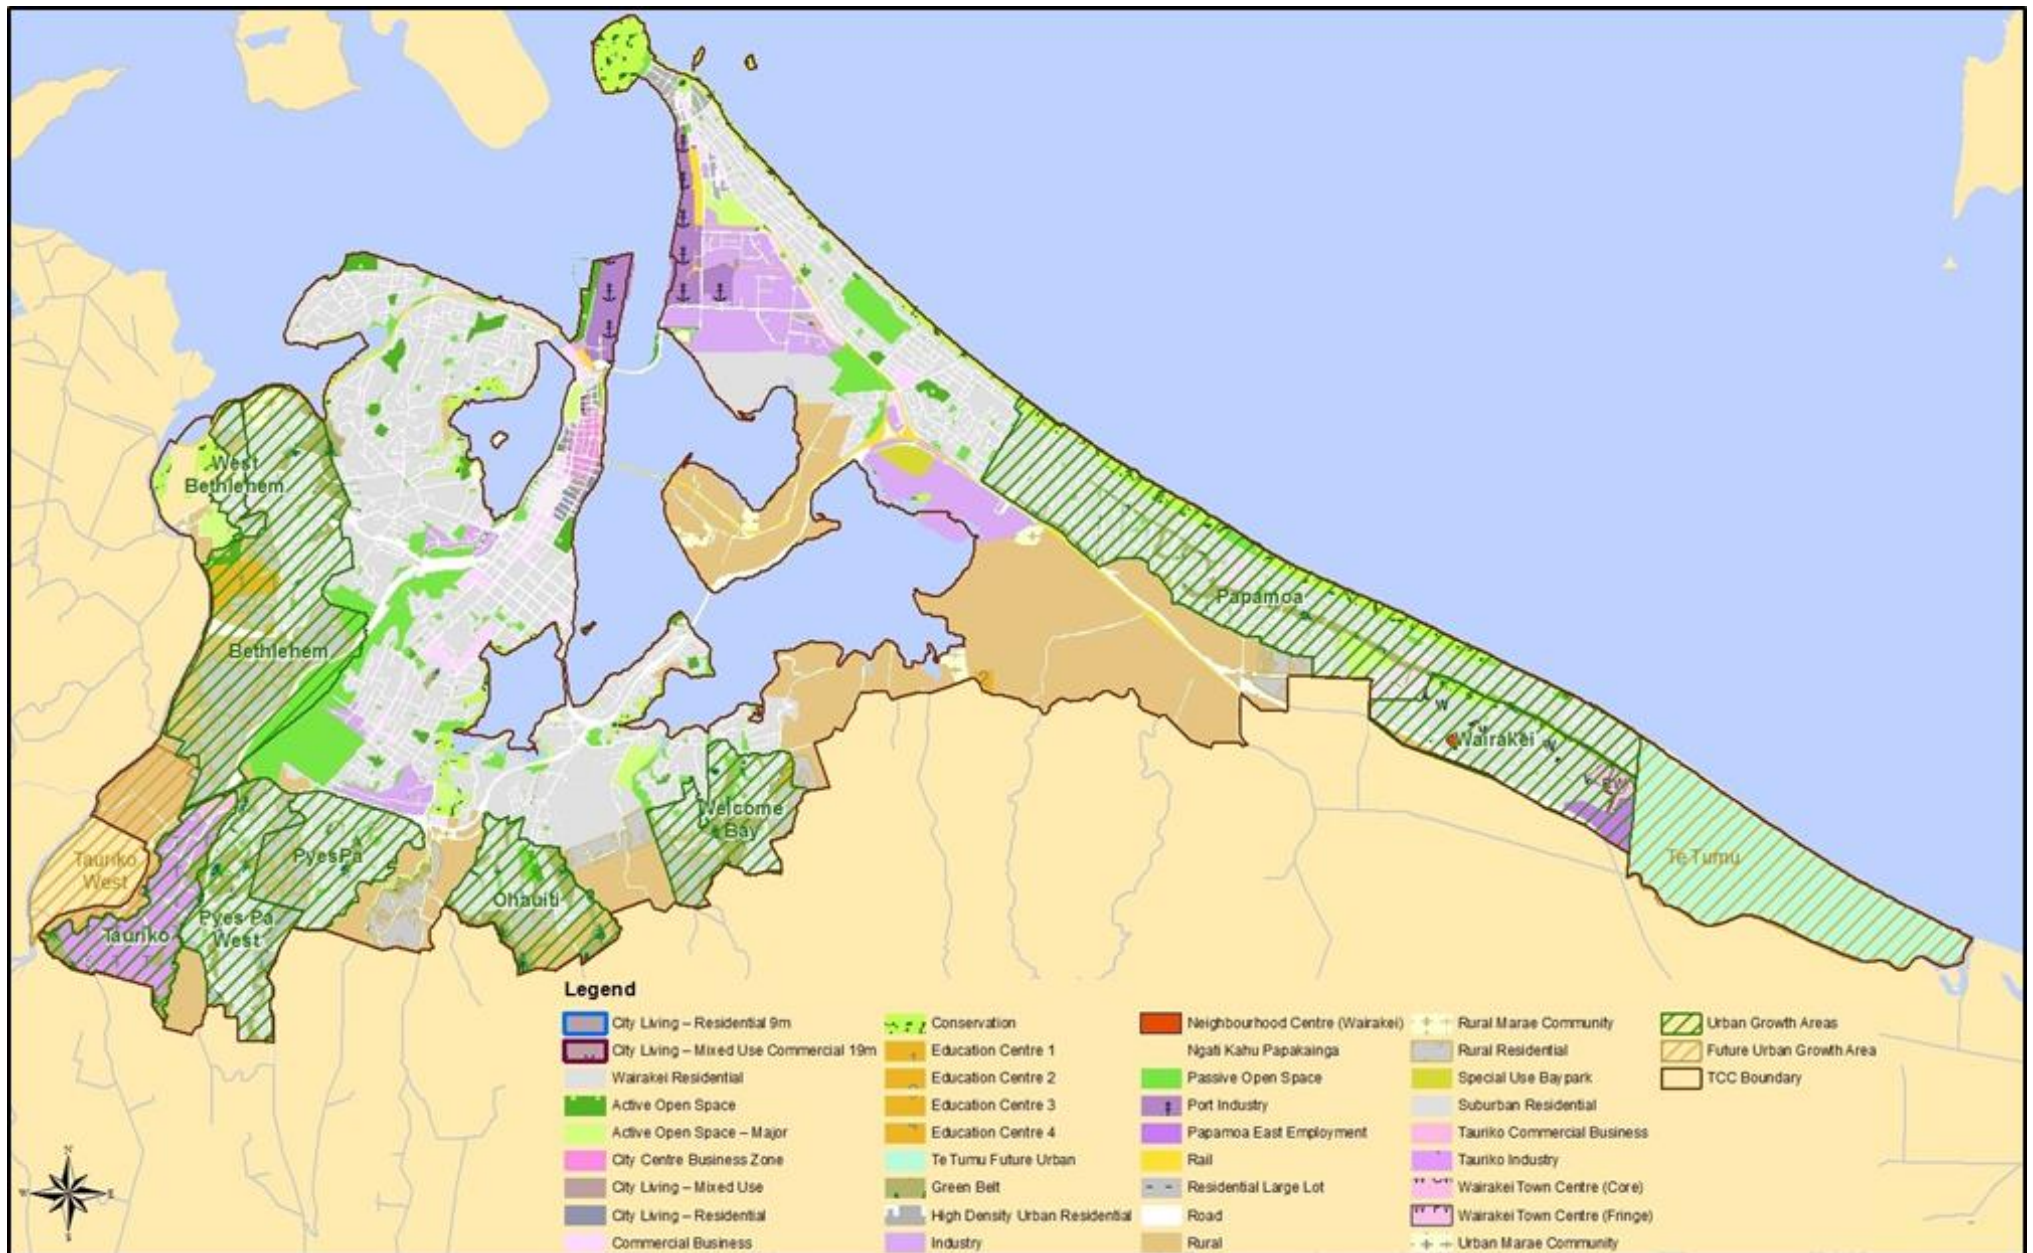 West
Bethlehem
Bethlehem
Papamoa
Wairakei
Te Tumu
Welcome
Bay
Tauriko
West
PyesPa
Ohauiti
Pyes Pa
West
Tauriko
Legend
City Living – Residential 9m
City Living – Mixed Use Commercial 19m
Wairakei Residential
Active Open Space
Active Open Space – Major
City Centre Business Zone
City Living – Mixed Use
City Living – Residential
Commercial Business
Conservation
Education Centre 1
Education Centre 2
Education Centre 3
Education Centre 4
Te Tumu Future Urban
Green Belt
High Density Urban Residential
Industry
Neighbourhood Centre (Wairakei)
Ngati Kahu Papakainga
Passive Open Space
Port Industry
Papamoa East Employment
Rail
Residential Large Lot
Road
Rural
Rural Marae Community
Rural Residential
Special Use Baypark
Suburban Residential
Tauriko Commercial Business
Tauriko Industry
Wairakei Town Centre (Core)
Wairakei Town Centre (Fringe)
Urban Marae Community
Urban Growth Areas
Future Urban Growth Area
TCC Boundary
N
W
E
S